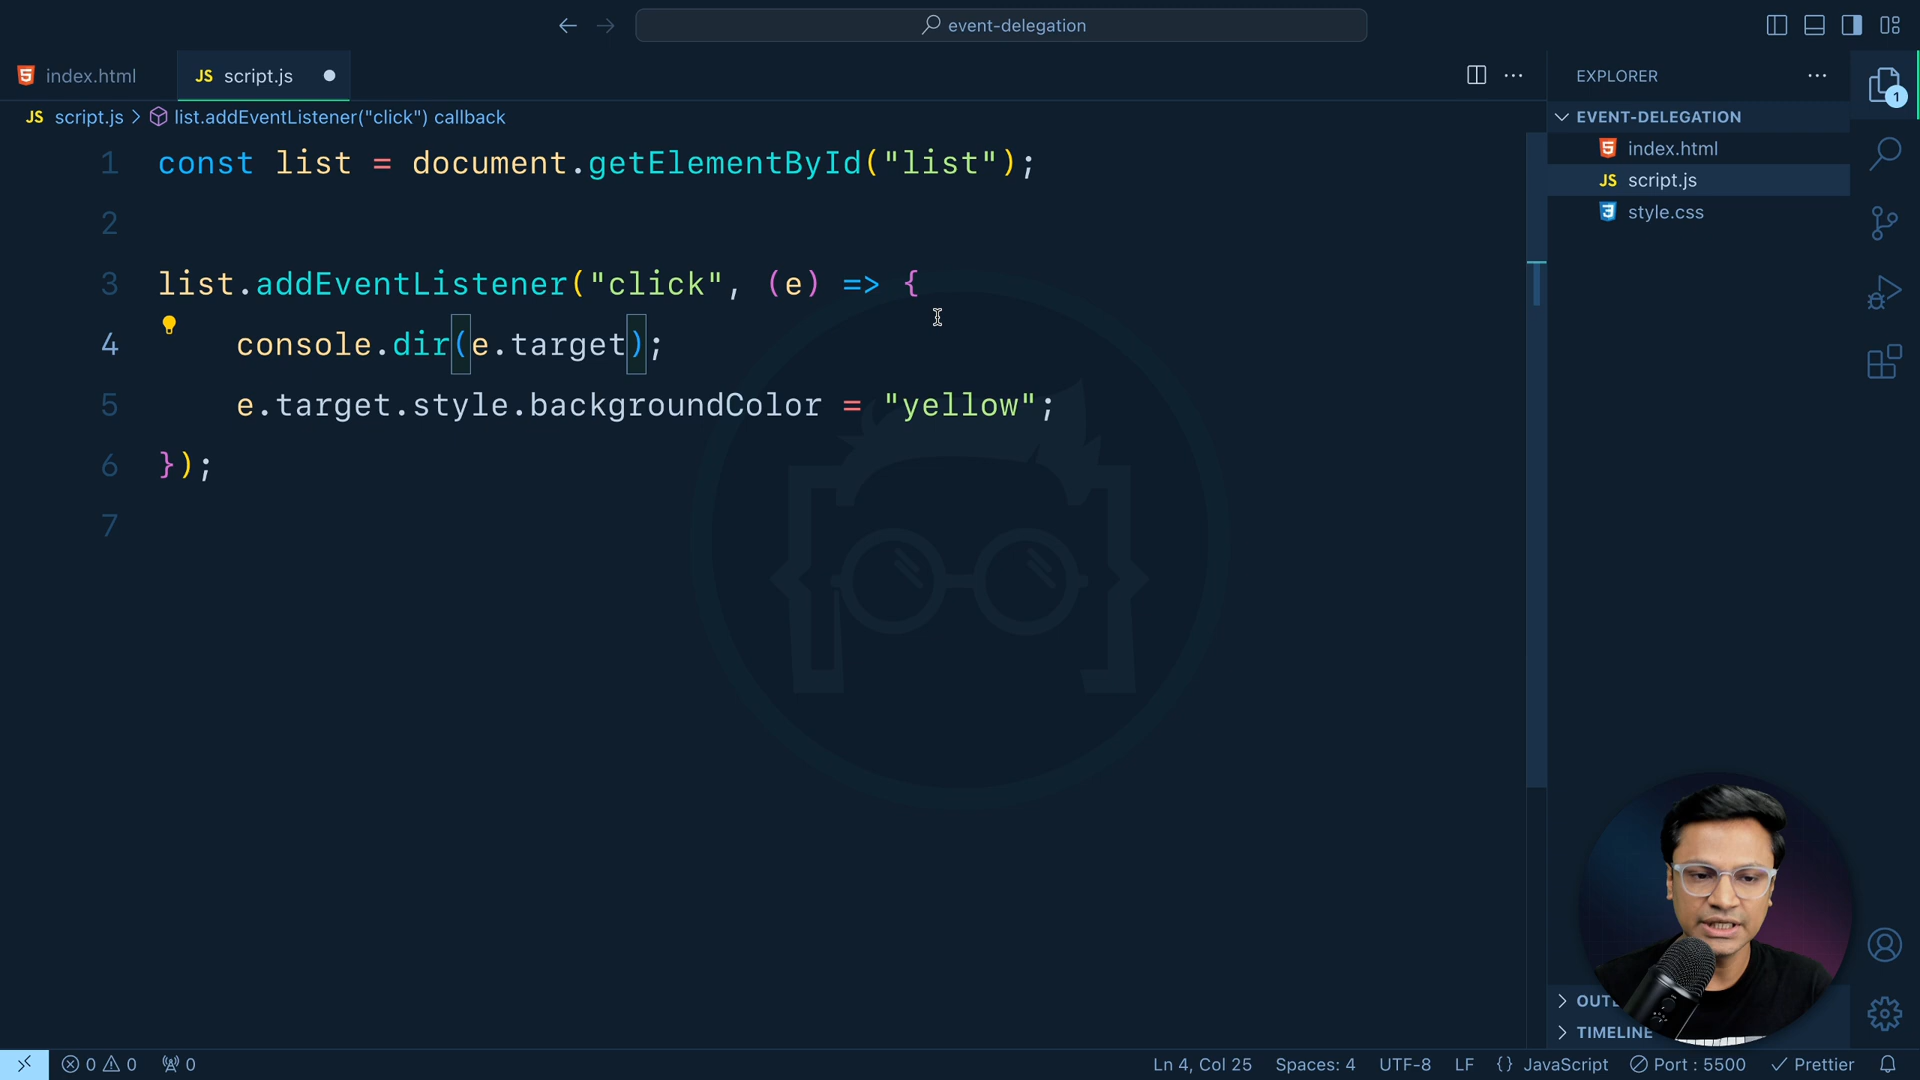 event-delegation
index.html
JS script.js
EXPLORER
JS script.js > list.addEventListener("click") callback
EVENT-DELEGATION
index.html
JS script.js
style.css
1
1 const list = document.getElementById("list");
2
3 list.addEventListener("click", (e) => {
4 console.dir(e.target);
5 e.target.style.backgroundColor = "yellow";
6 });
7
TIMELINE
0 0 0
Ln 4, Col 25 Spaces: 4 UTF-8 LF {} JavaScript Port : 5500 Prettier